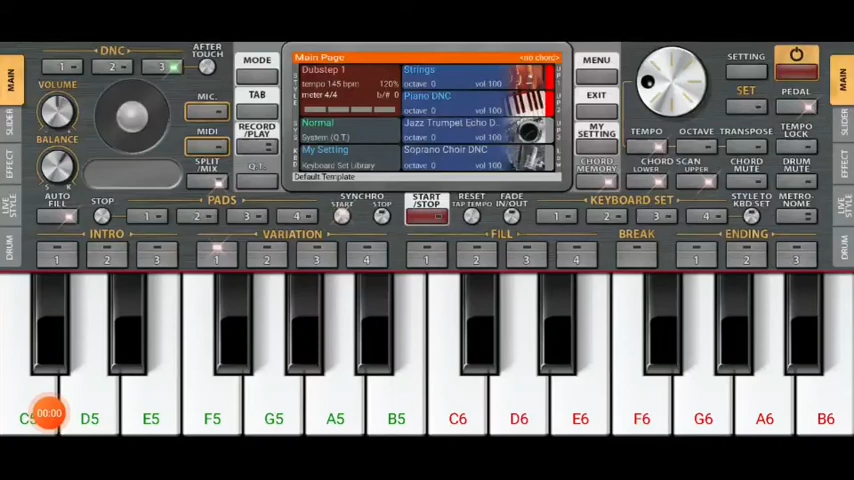 DNC
1 2 3
AFTER TOUCH
VOLUME
BALANCE
S K
AUTO FILL
STOP
MIC.
MIDI
SPLIT /MIX
MODE
TAB
RECORD /PLAY
Q.T.
Main Page <no chord>
Dubstep 1
tempo 145 bpm 120%
meter 4/4 b/# 0
Normal
System (Q.T.)
My Setting
Keyboard Set Library
Default Template
Strings
octave 0 vol 100
Piano DNC
octave 0 vol 100
Jazz Trumpet Echo D..
octave 0 vol 100
Soprano Choir DNC
octave 0 vol 100
MENU
EXIT
MY SETTING
CHORD MEMORY
SETTING
SET
PEDAL
TEMPO OCTAVE TRANSPOSE TEMPO LOCK
CHORD SCAN
LOWER UPPER
CHORD MUTE
DRUM MUTE
PADS
1 2 3 4
SYNCHRO
START STOP
START /STOP
RESET
TAP TEMPO
FADE IN/OUT
KEYBOARD SET
1 2 3 4
STYLE TO KBD SET
METRO- NOME
INTRO
1 2 3
VARIATION
1 2 3 4
FILL
1 2 3 4
BREAK
ENDING
1 2 3
MAIN
SLIDER
EFFECT
LIVE STYLE
DRUM
MAIN
SLIDER
EFFECT
LIVE STYLE
DRUM
00:00
C5 D5 E5 F5 G5 A5 B5 C6 D6 E6 F6 G6 A6 B6